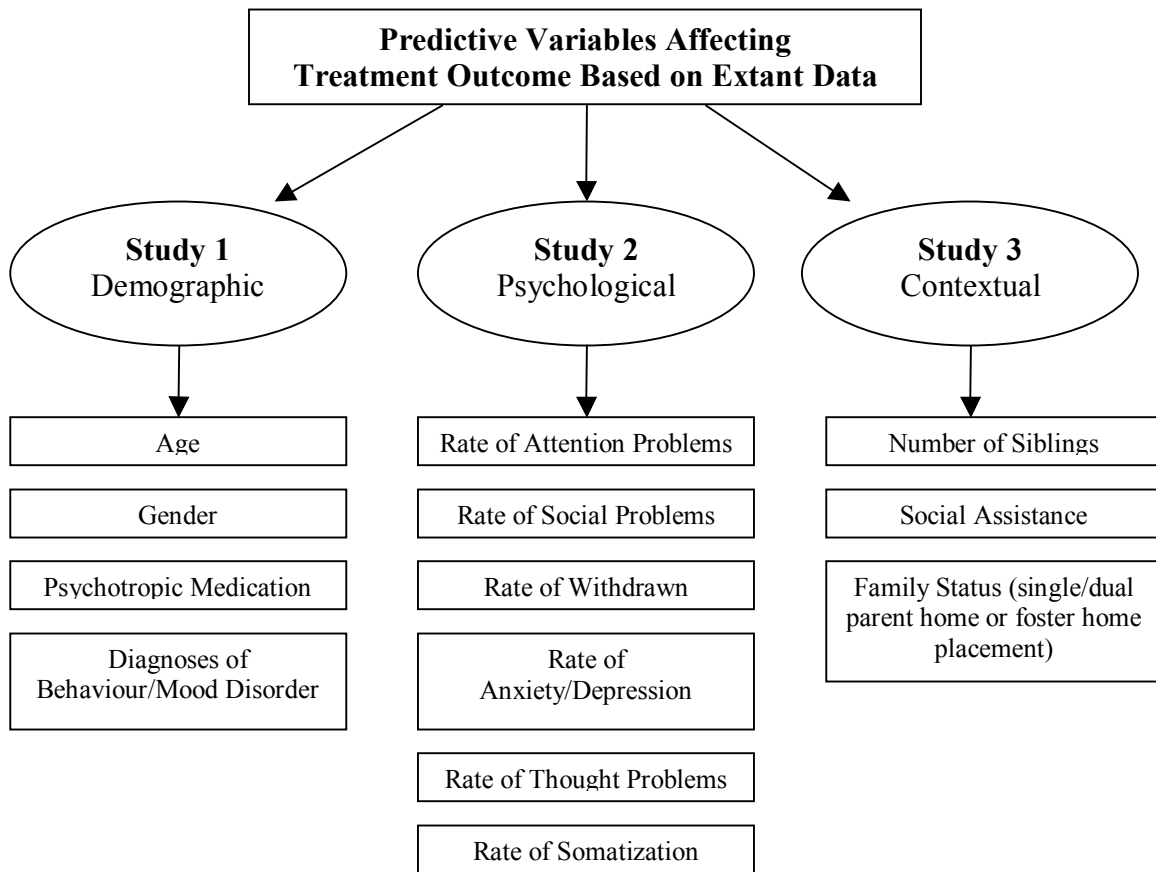 Predictive Variables Affecting
Treatment Outcome Based on Extant Data
Study 1
Demographic
Study 2
Psychological
Study 3
Contextual
Age
Gender
Psychotropic Medication
Diagnoses of
Behaviour/Mood Disorder
Rate of Attention Problems
Rate of Social Problems
Rate of Withdrawn
Rate of
Anxiety/Depression
Rate of Thought Problems
Rate of Somatization
Number of Siblings
Social Assistance
Family Status (single/dual
parent home or foster home
placement)